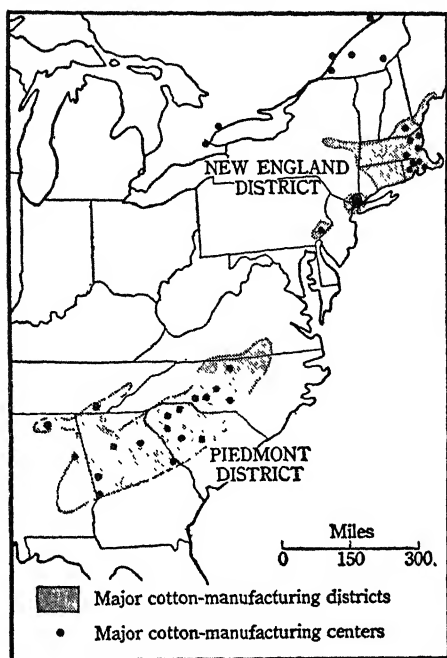 NEW ENGLAND
DISTRICT
PIEDMONT
DISTRICT
Miles
0 150 300.
Major cotton-manufacturing districts
Major cotton-manufacturing centers